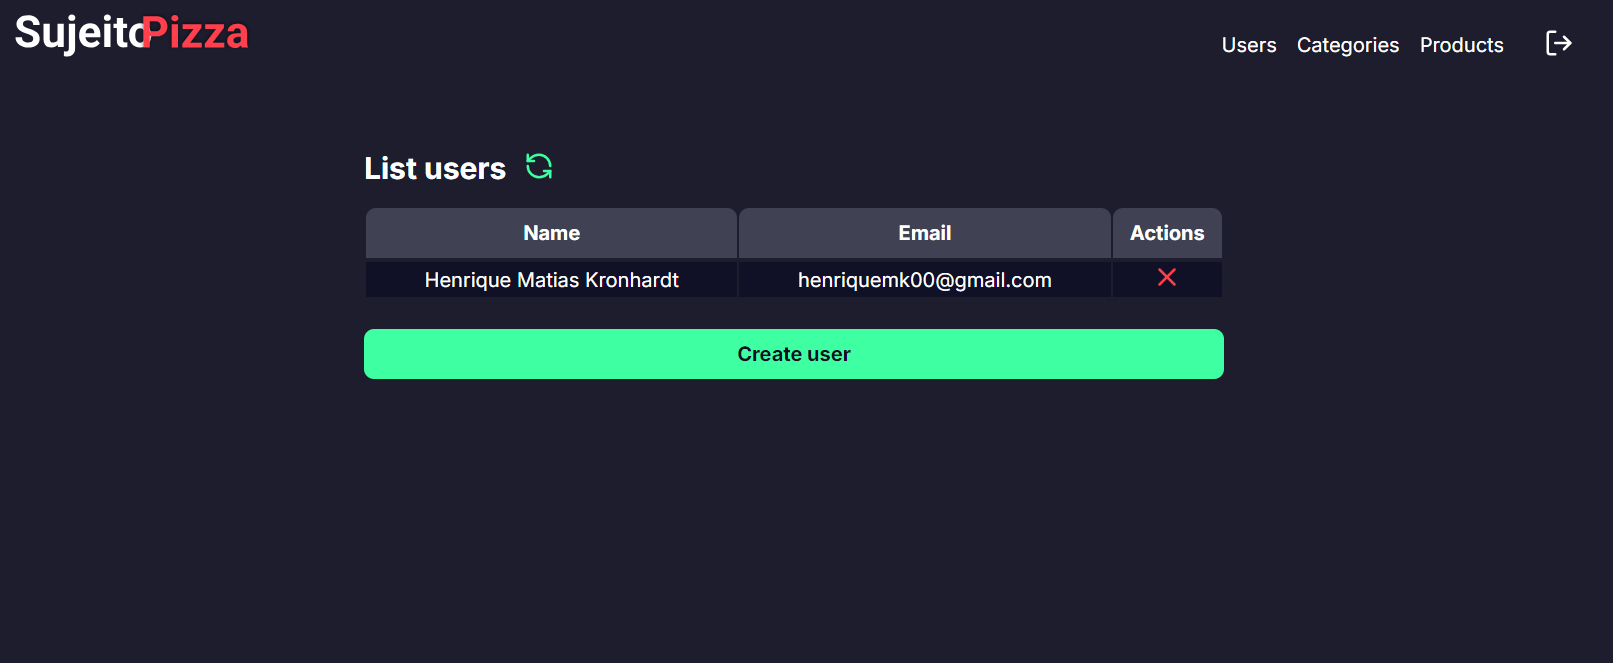 SujeitoPizza
Users Categories Products
List users
Name Email Actions
Henrique Matias Kronhardt henriquemk00@gmail.com
Create user